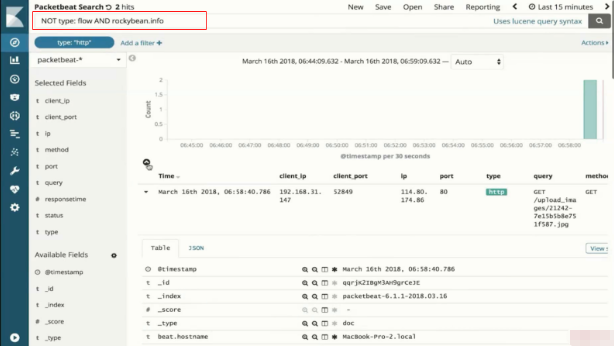 Packetbeat Search 2 hits
New Save Open Share Reporting Last 15 minutes
NOT type: flow AND rockybean.info
Uses lucene query syntax
type: "http"
Add a filter +
Actions
packetbeat-*
March 16th 2018, 06:44:09.632 - March 16th 2018, 06:59:09.632 —
Auto
Selected Fields
t client_ip
t client_port
t ip
t method
t port
t query
# responsetime
t status
t type
Available Fields
@timestamp
t _id
t _index
# _score
t _type
Count
2
1.5
1
0.5
0
06:45:00 06:46:00 06:47:00 06:48:00 06:49:00 06:50:00 06:51:00 06:52:00 06:53:00 06:54:00 06:55:00 06:56:00 06:57:00 06:58:00
@timestamp per 30 seconds
Time client_ip client_port ip port type query method
March 16th 2018, 06:58:40.786 192.168.31. 52849 114.80. 80 http GET GET
147 174.86 /upload_ima
ges/21242-
7e15b5b8e75
1f587.jpg
Table JSON
View s
@timestamp March 16th 2018, 06:58:40.786
t _id
t _index packetbeat-6.1.1-2018.03.16
# _score -
t _type doc
t beat.hostname MacBook-Pro-2.local